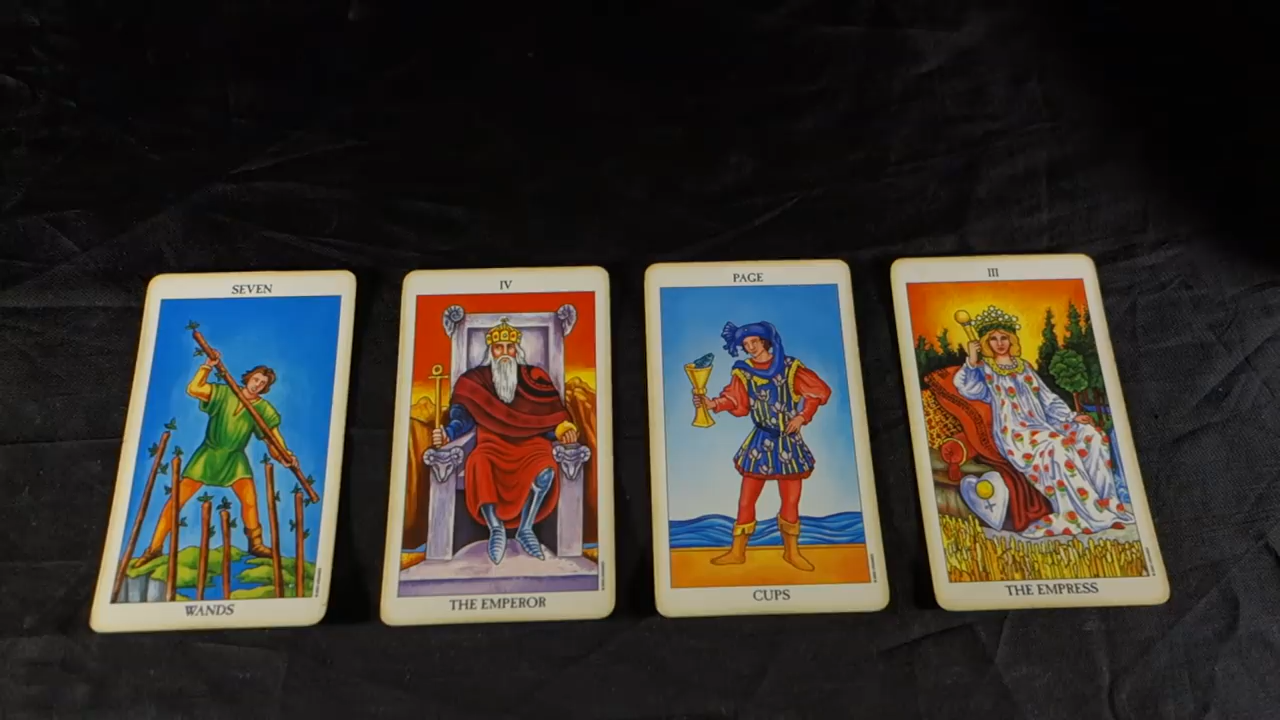 SEVEN
WANDS
IV
THE EMPEROR
PAGE
CUPS
III
THE EMPRESS